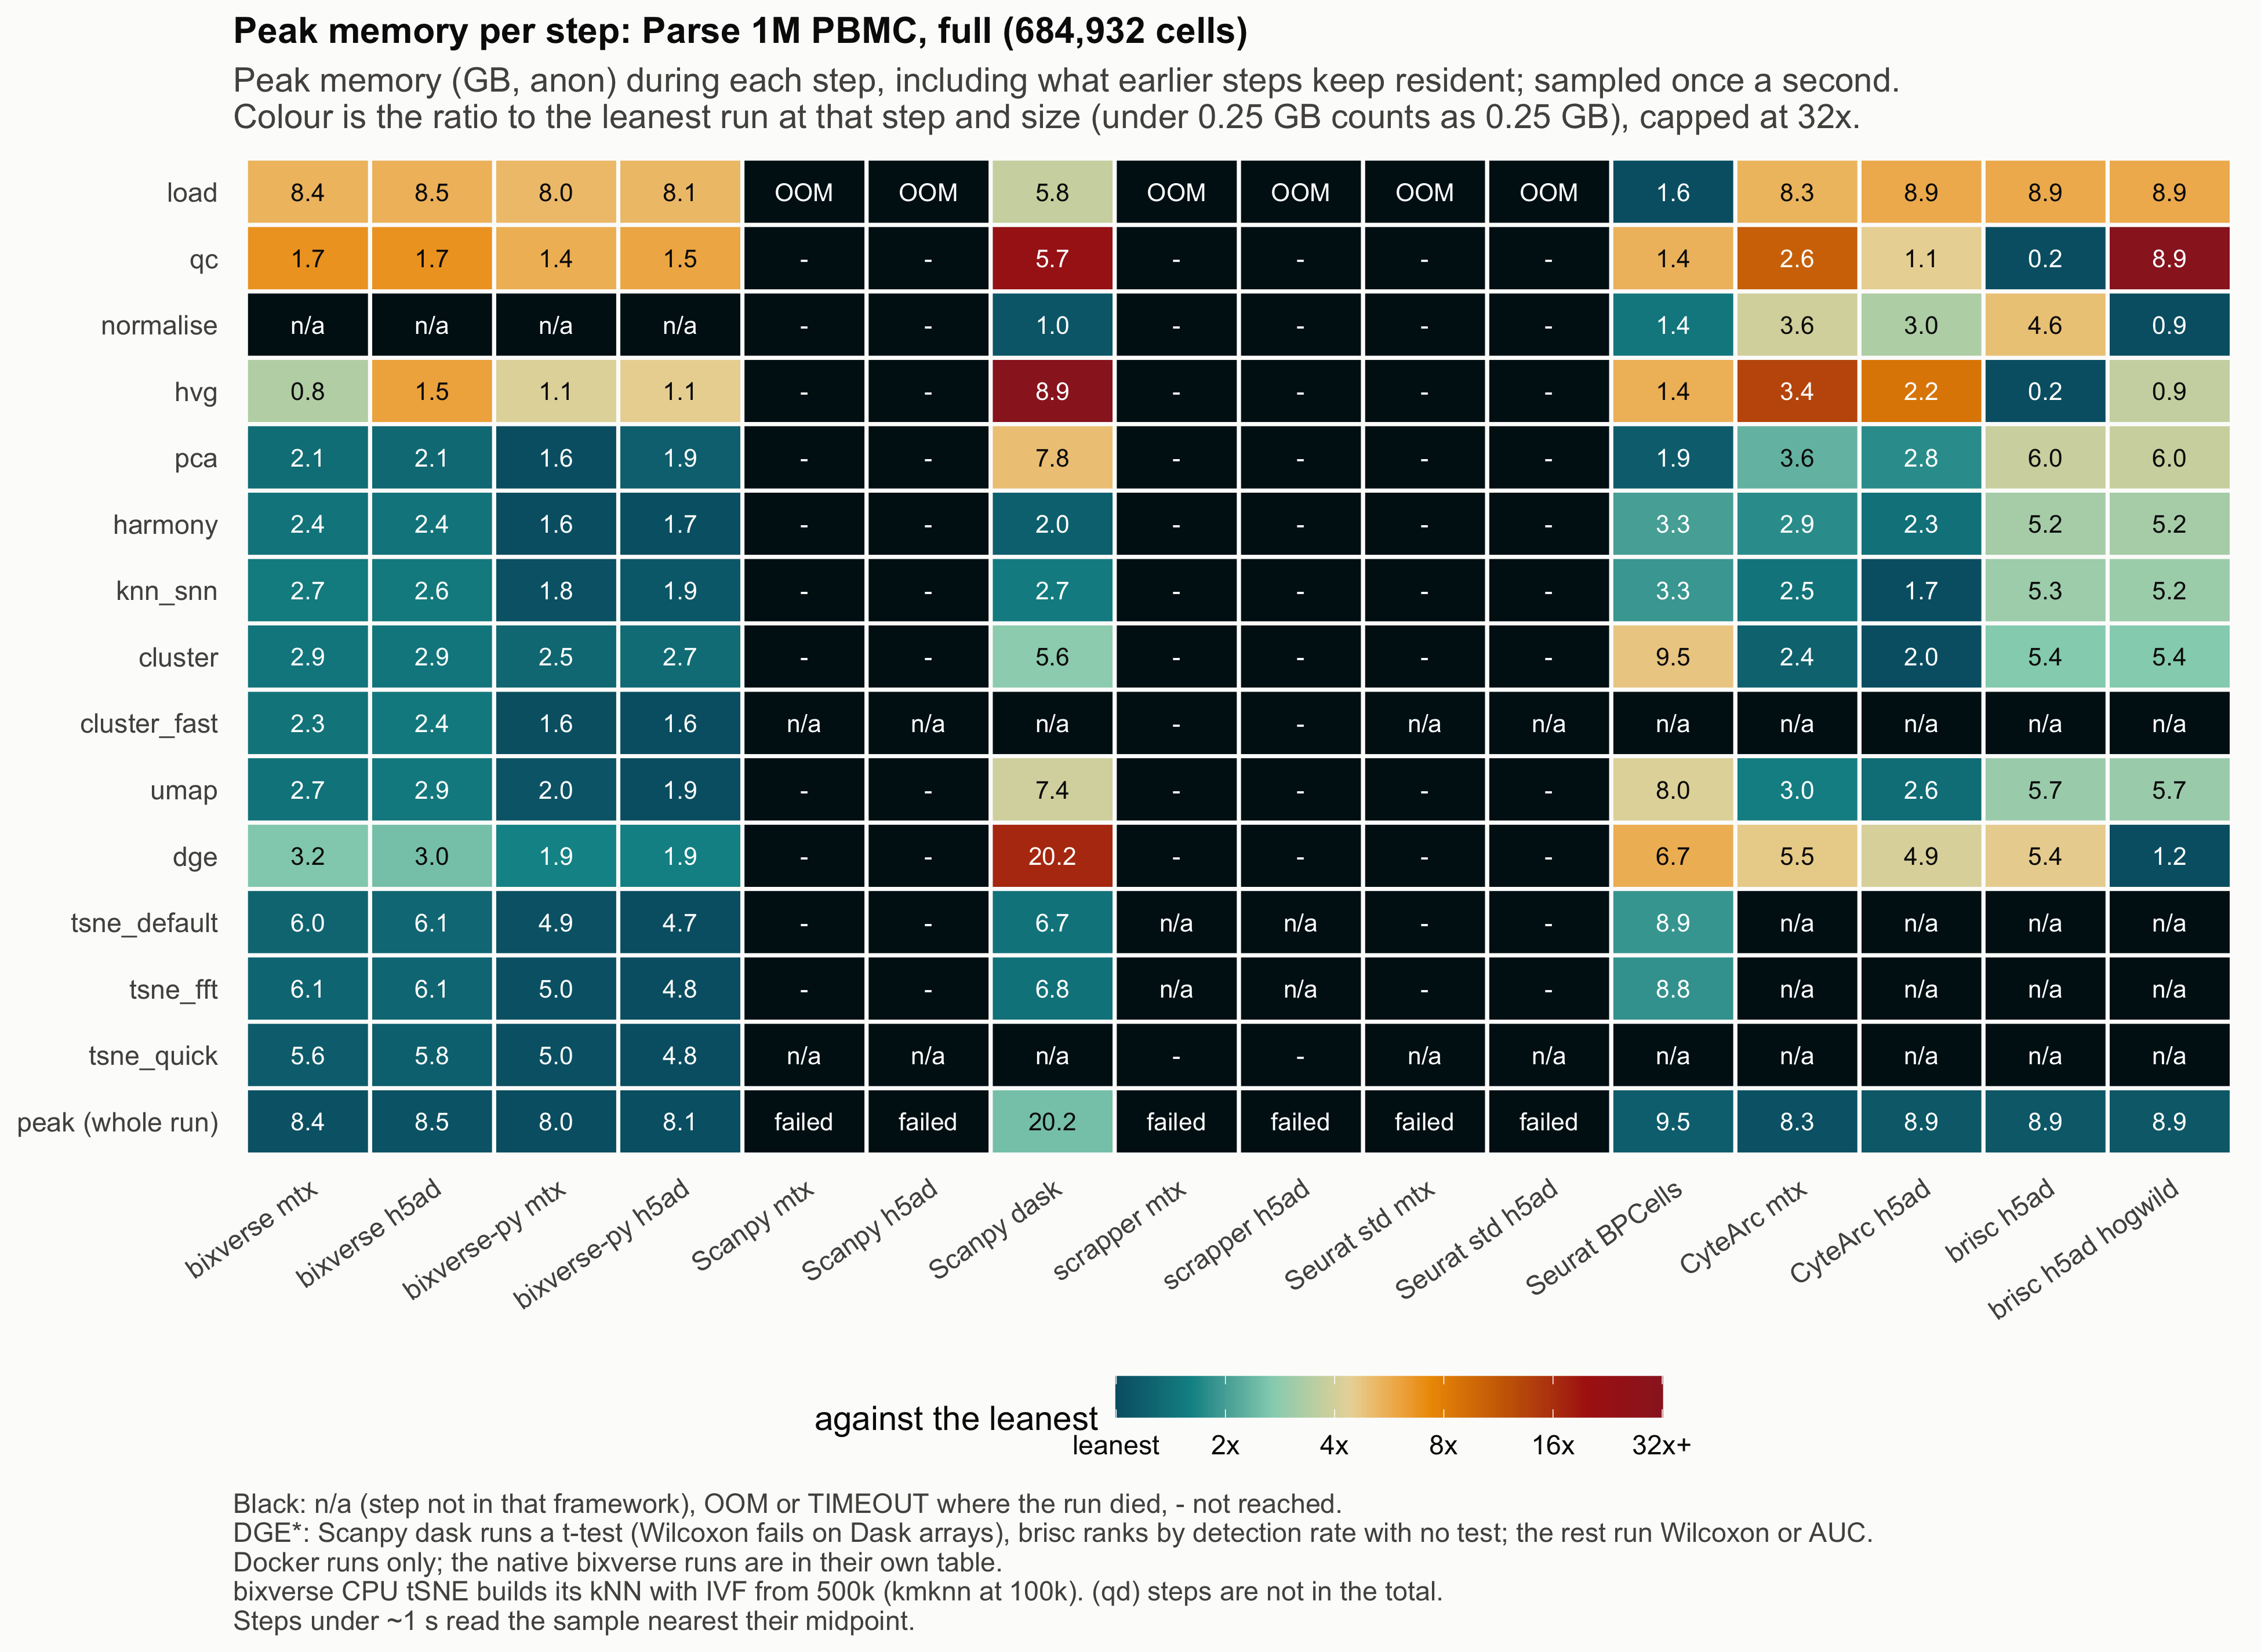 Peak memory per step: Parse 1M PBMC, full (684,932 cells)
Peak memory (GB, anon) during each step, including what earlier steps keep resident; sampled once a second.
Colour is the ratio to the leanest run at that step and size (under 0.25 GB counts as 0.25 GB), capped at 32x.
load 8.4 8.5 8.0 8.1 OOM OOM 5.8 OOM OOM OOM OOM 1.6 8.3 8.9 8.9 8.9
qc 1.7 1.7 1.4 1.5 - - 5.7 - - - - 1.4 2.6 1.1 0.2 8.9
normalise n/a n/a n/a n/a - - 1.0 - - - - 1.4 3.6 3.0 4.6 0.9
hvg 0.8 1.5 1.1 1.1 - - 8.9 - - - - 1.4 3.4 2.2 0.2 0.9
pca 2.1 2.1 1.6 1.9 - - 7.8 - - - - 1.9 3.6 2.8 6.0 6.0
harmony 2.4 2.4 1.6 1.7 - - 2.0 - - - - 3.3 2.9 2.3 5.2 5.2
knn_snn 2.7 2.6 1.8 1.9 - - 2.7 - - - - 3.3 2.5 1.7 5.3 5.2
cluster 2.9 2.9 2.5 2.7 - - 5.6 - - - - 9.5 2.4 2.0 5.4 5.4
cluster_fast 2.3 2.4 1.6 1.6 n/a n/a n/a - - n/a n/a n/a n/a n/a n/a n/a
umap 2.7 2.9 2.0 1.9 - - 7.4 - - - - 8.0 3.0 2.6 5.7 5.7
dge 3.2 3.0 1.9 1.9 - - 20.2 - - - - 6.7 5.5 4.9 5.4 1.2
tsne_default 6.0 6.1 4.9 4.7 - - 6.7 n/a n/a - - 8.9 n/a n/a n/a n/a
tsne_fft 6.1 6.1 5.0 4.8 - - 6.8 n/a n/a - - 8.8 n/a n/a n/a n/a
tsne_quick 5.6 5.8 5.0 4.8 n/a n/a n/a - - n/a n/a n/a n/a n/a n/a n/a
peak (whole run) 8.4 8.5 8.0 8.1 failed failed 20.2 failed failed failed failed 9.5 8.3 8.9 8.9 8.9
bixverse mtx
bixverse h5ad
bixverse-py mtx
bixverse-py h5ad
Scanpy mtx
Scanpy h5ad
Scanpy dask
scrapper mtx
scrapper h5ad
Seurat std mtx
Seurat std h5ad
Seurat BPCells
CyteArc mtx
CyteArc h5ad
brisc h5ad
brisc h5ad hogwild
against the leanest
leanest 2x 4x 8x 16x 32x+
Black: n/a (step not in that framework), OOM or TIMEOUT where the run died, - not reached.
DGE*: Scanpy dask runs a t-test (Wilcoxon fails on Dask arrays), brisc ranks by detection rate with no test; the rest run Wilcoxon or AUC.
Docker runs only; the native bixverse runs are in their own table.
bixverse CPU tSNE builds its kNN with IVF from 500k (kmknn at 100k). (qd) steps are not in the total.
Steps under ~1 s read the sample nearest their midpoint.